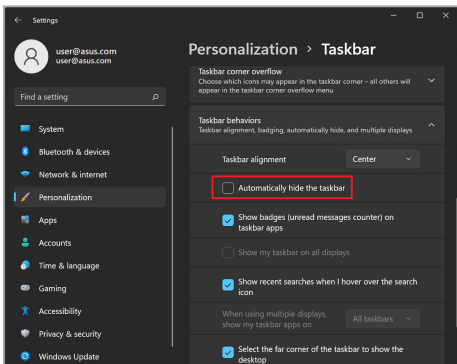 Settings
user@asus.com
user@asus.com
Find a setting
System
Bluetooth & devices
Network & internet
Personalization
Apps
Accounts
Time & language
Gaming
Accessibility
Privacy & security
Windows Update
Personalization > Taskbar
Taskbar corner overflow
Choose which icons may appear in the taskbar corner – all others will
appear in the taskbar corner overflow menu
Taskbar behaviors
Taskbar alignment, badging, automatically hide, and multiple displays
Taskbar alignment Center
Automatically hide the taskbar
Show badges (unread messages counter) on
taskbar apps
Show my taskbar on all displays
Show recent searches when I hover over the search
icon
When using multiple displays,
show my taskbar apps on All taskbars
Select the far corner of the taskbar to show the
desktop